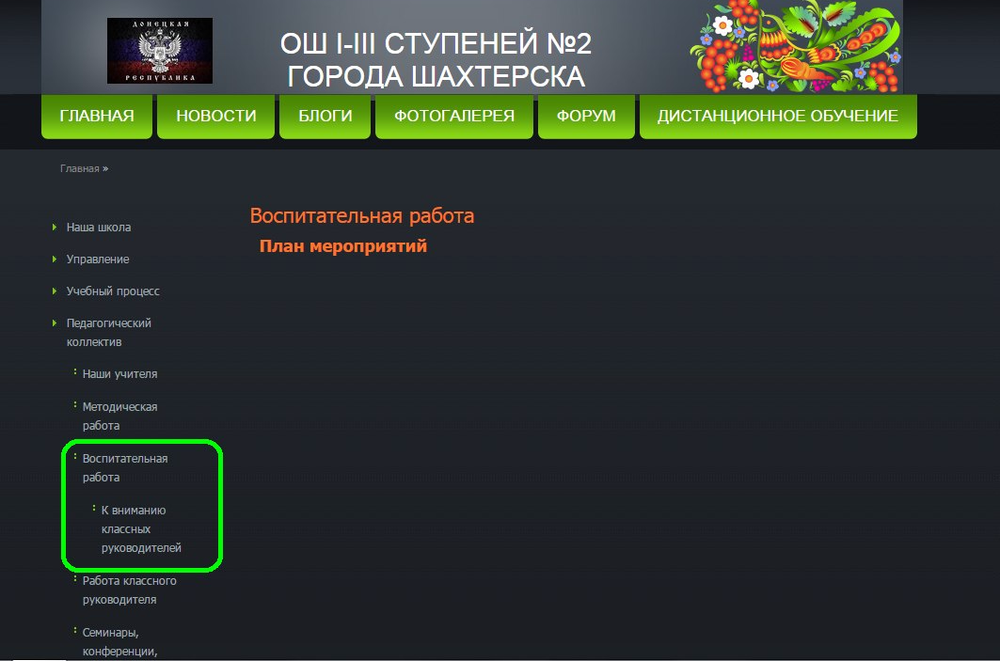 ДОНЕЦКАЯ
РЕСПУБЛИКА
ОШ I-III СТУПЕНЕЙ №2
ГОРОДА ШАХТЕРСКА
ГЛАВНАЯ
НОВОСТИ
БЛОГИ
ФОТОГАЛЕРЕЯ
ФОРУМ
ДИСТАНЦИОННОЕ ОБУЧЕНИЕ
Главная »
Воспитательная работа
План мероприятий
Наша школа
Управление
Учебный процесс
Педагогический
коллектив
Наши учителя
Методическая
работа
Воспитательная
работа
К вниманию
классных
руководителей
Работа классного
руководителя
Семинары,
конференции,